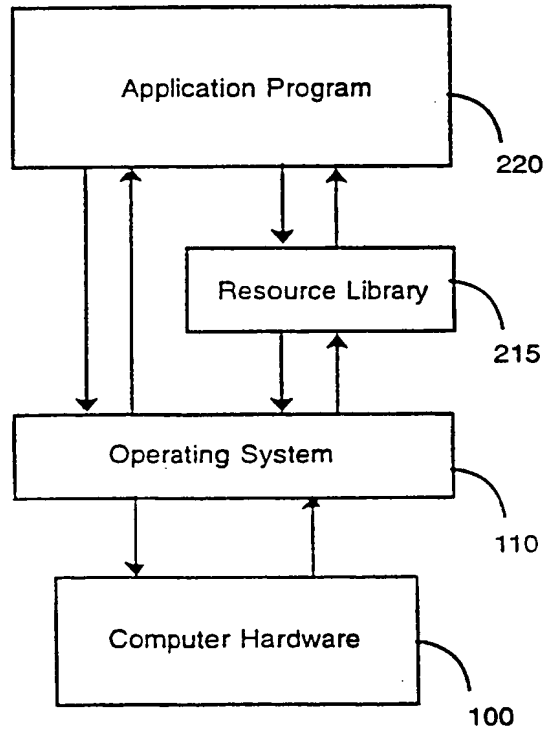 Application Program
220
Resource Library
215
Operating System
110
Computer Hardware
100